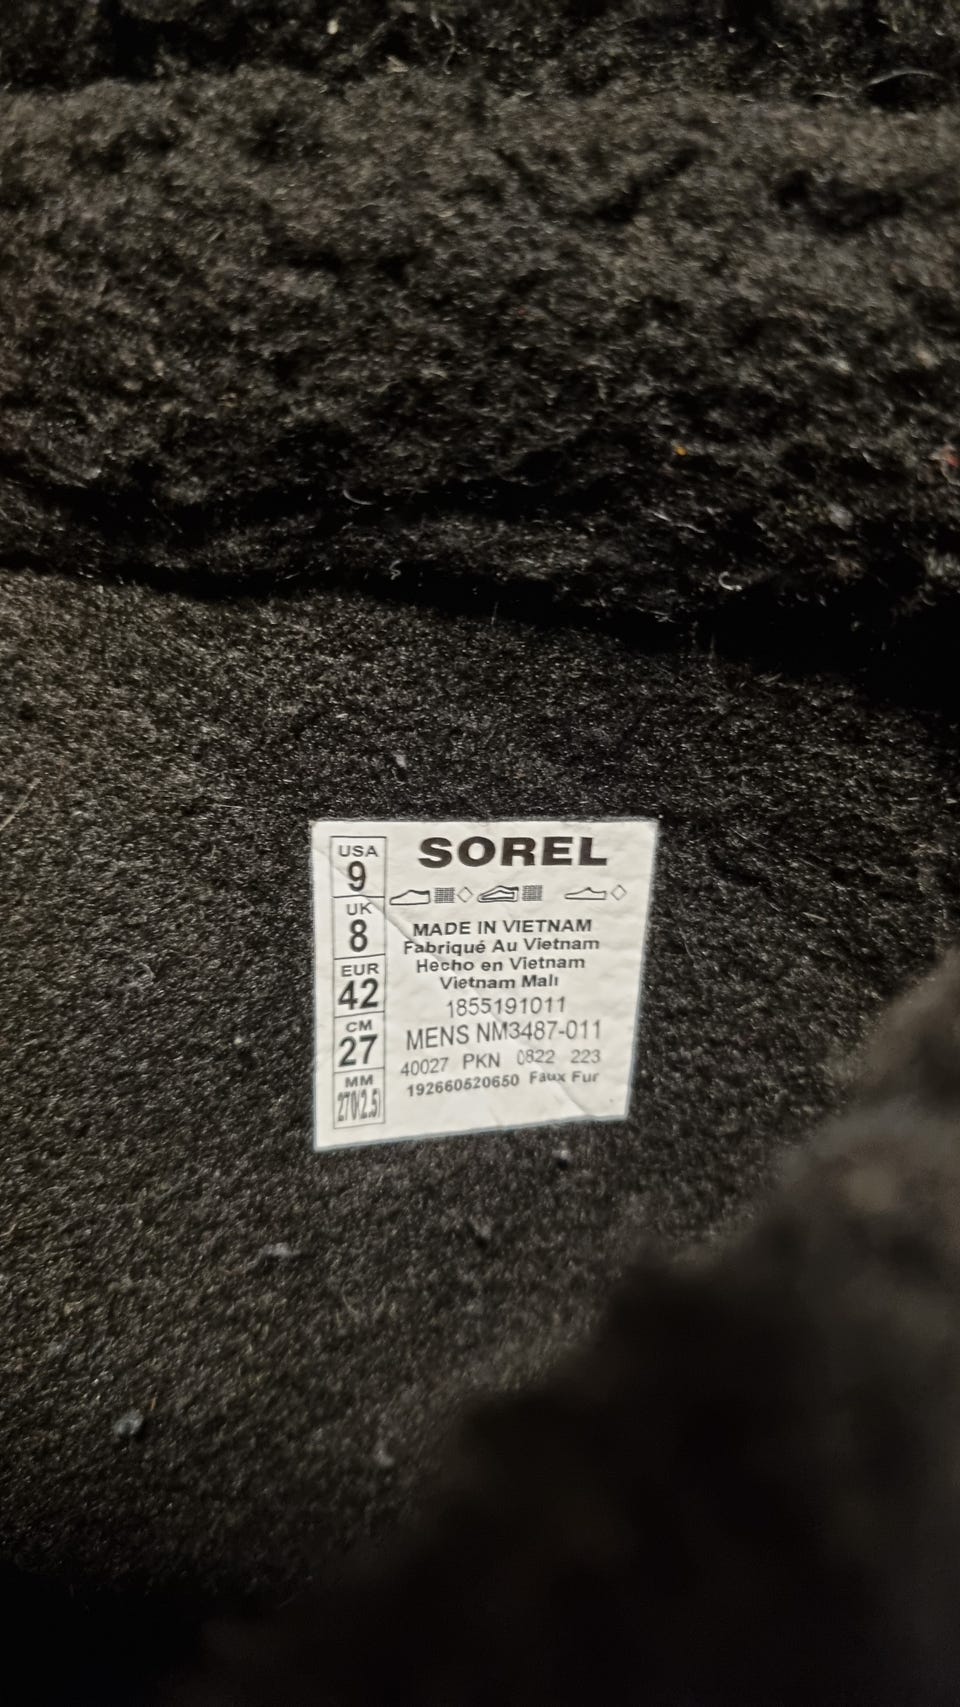 SOREL
USA
9
UK
8
EUR
42
CM
27
MM
270(2.5)
MADE IN VIETNAM
Fabriqué Au Vietnam
Hecho en Vietnam
Vietnam Malı
1855191011
MENS NM3487-011
40027 PKN 0822 223
192660520650 Faux Fur